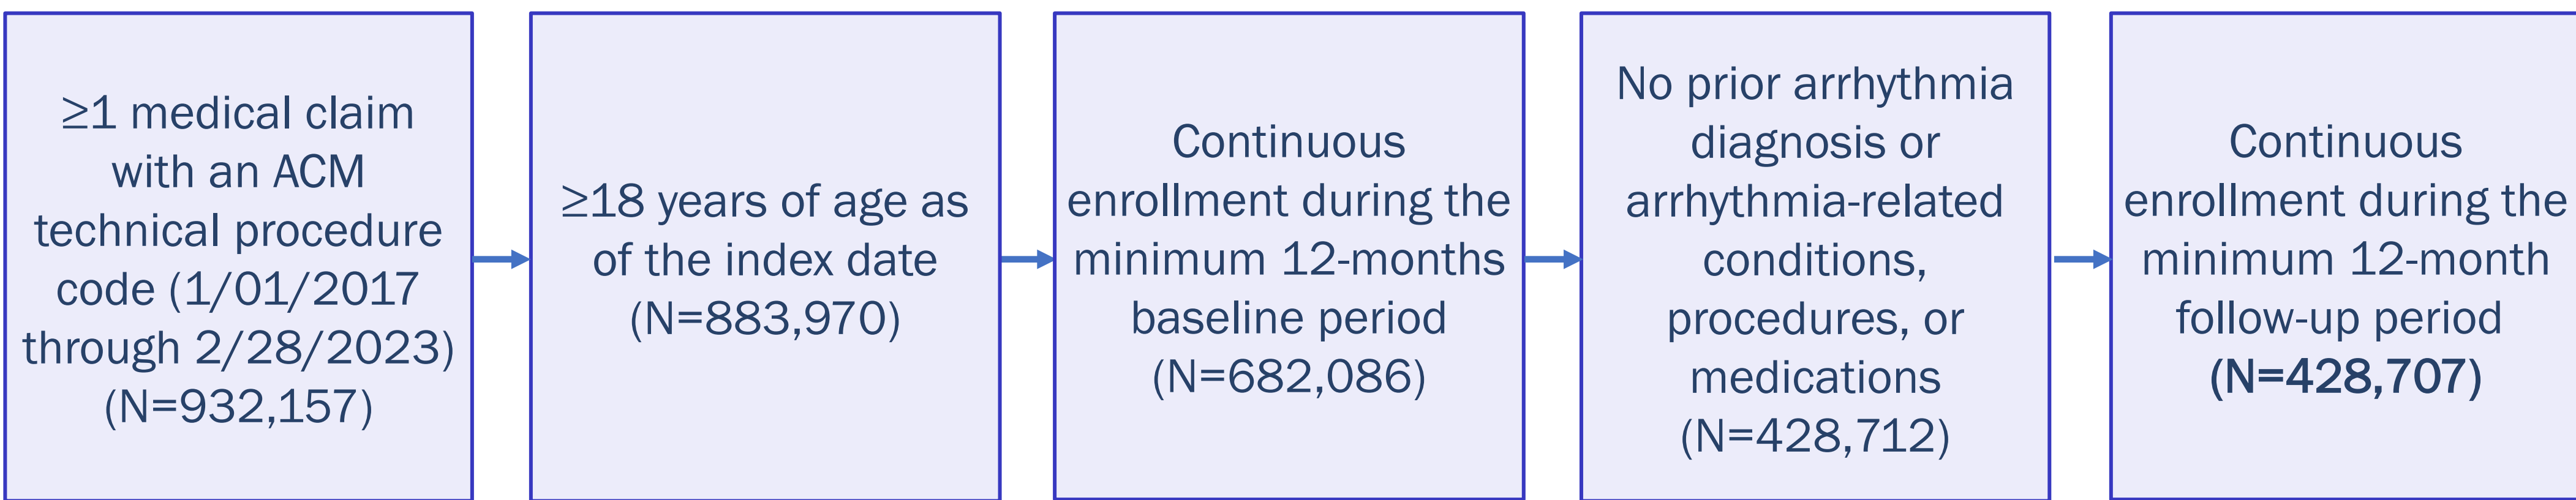 ≥1 medical claim
with an ACM
technical procedure
code (1/01/2017
through 2/28/2023)
(N=932,157)
≥18 years of age as
of the index date
(N=883,970)
Continuous
enrollment during the
minimum 12-months
baseline period
(N=682,086)
No prior arrhythmia
diagnosis or
arrhythmia-related
conditions,
procedures, or
medications
(N=428,712)
Continuous
enrollment during the
minimum 12-month
follow-up period
(N=428,707)